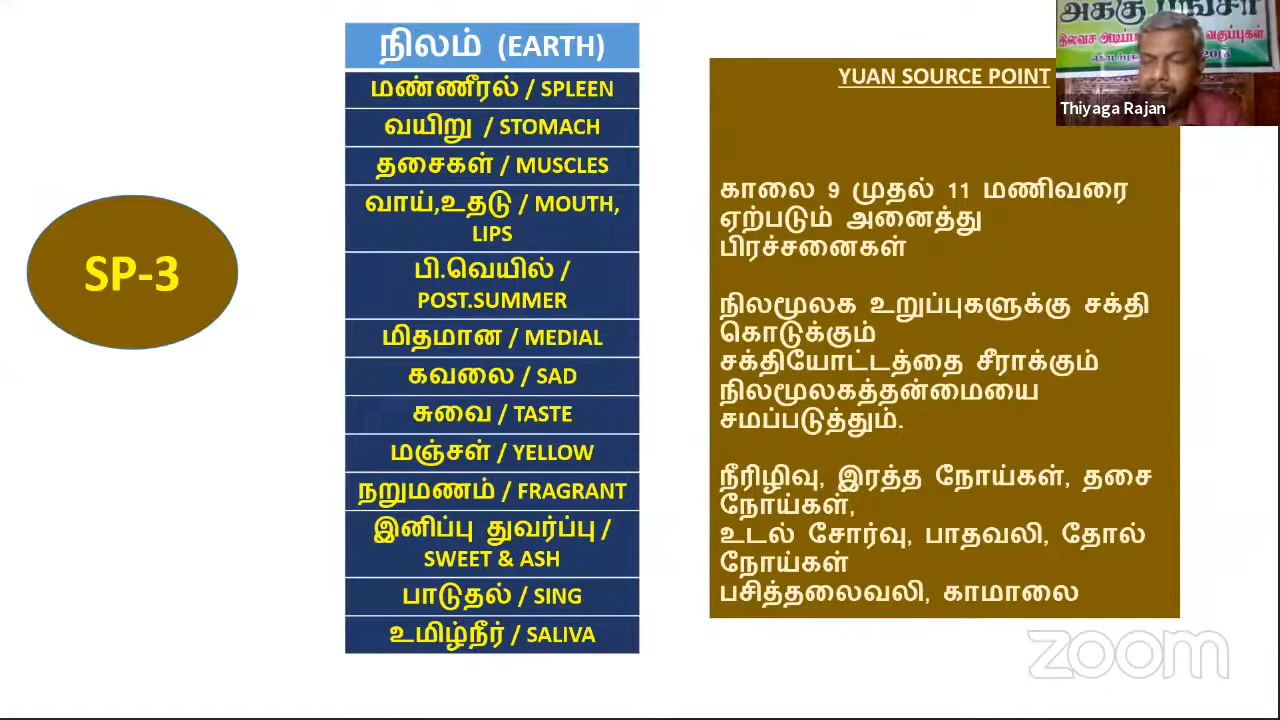 நிலம் (EARTH)
மண்ணீரல் / SPLEEN
வயிறு / STOMACH
தசைகள் / MUSCLES
வாய்,உதடு / MOUTH,
LIPS
பி.வெயில் /
POST.SUMMER
மிதமான / MEDIAL
கவலை / SAD
சுவை / TASTE
மஞ்சள் / YELLOW
நறுமணம் / FRAGRANT
இனிப்பு துவர்ப்பு /
SWEET & ASH
பாடுதல் / SING
உமிழ்நீர் / SALIVA
SP-3
YUAN SOURCE POINT
காலை 9 முதல் 11 மணிவரை
ஏற்படும் அனைத்து
பிரச்சனைகள்
நிலமூலக உறுப்புகளுக்கு சக்தி
கொடுக்கும்
சக்தியோட்டத்தை சீராக்கும்
நிலமூலகத்தன்மையை
சமப்படுத்தும்.
நீரிழிவு, இரத்த நோய்கள், தசை
நோய்கள்,
உடல் சோர்வு, பாதவலி, தோல்
நோய்கள்
பசித்தலைவலி, காமாலை
அக்கு
வகுப்புகள்
Thiyaga Rajan
zoom